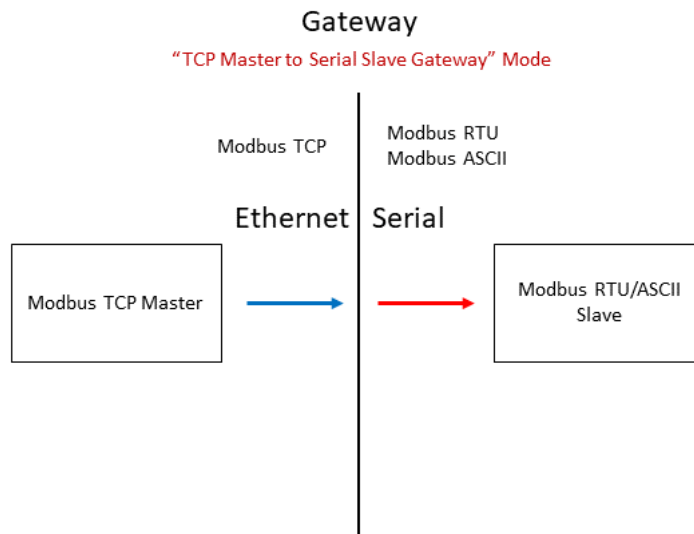 Gateway
“TCP Master to Serial Slave Gateway” Mode
Modbus TCP
Modbus RTU
Modbus ASCII
Ethernet
Serial
Modbus TCP Master
Modbus RTU/ASCII
Slave